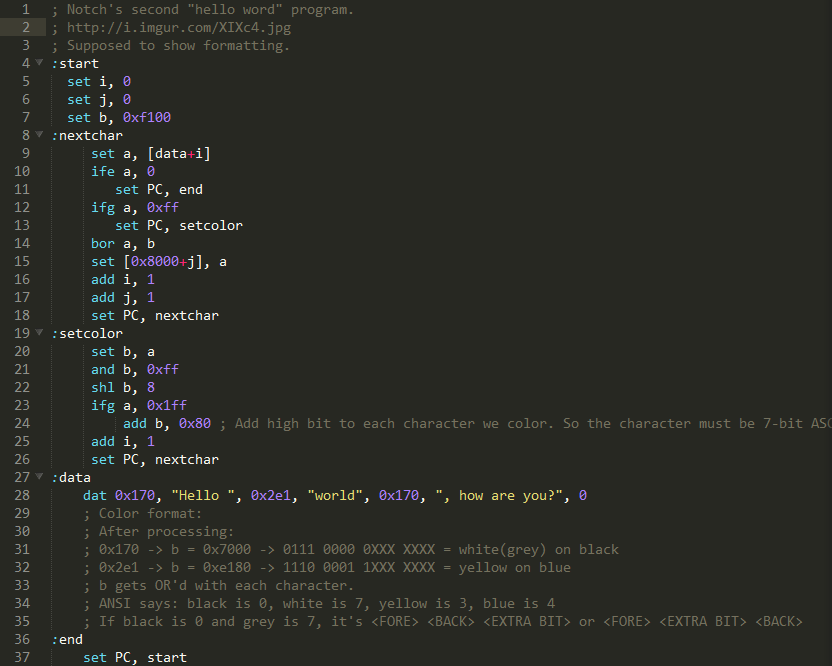 1 ; Notch's second "hello word" program.
2 ; http://i.imgur.com/XIXc4.jpg
3 ; Supposed to show formatting.
4 :start
5 set i, 0
6 set j, 0
7 set b, 0xf100
8 :nextchar
9 set a, [data+i]
10 ife a, 0
11 set PC, end
12 ifg a, 0xff
13 set PC, setcolor
14 bor a, b
15 set [0x8000+j], a
16 add i, 1
17 add j, 1
18 set PC, nextchar
19 :setcolor
20 set b, a
21 and b, 0xff
22 shl b, 8
23 ifg a, 0x1ff
24 add b, 0x80 ; Add high bit to each character we color. So the character must be 7-bit ASC
25 add i, 1
26 set PC, nextchar
27 :data
28 dat 0x170, "Hello ", 0x2e1, "world", 0x170, ", how are you?", 0
29 ; Color format:
30 ; After processing:
31 ; 0x170 -> b = 0x7000 -> 0111 0000 0XXX XXXX = white(grey) on black
32 ; 0x2e1 -> b = 0xe180 -> 1110 0001 1XXX XXXX = yellow on blue
33 ; b gets OR'd with each character.
34 ; ANSI says: black is 0, white is 7, yellow is 3, blue is 4
35 ; If black is 0 and grey is 7, it's <FORE> <BACK> <EXTRA BIT> or <FORE> <EXTRA BIT> <BACK>
36 :end
37 set PC, start